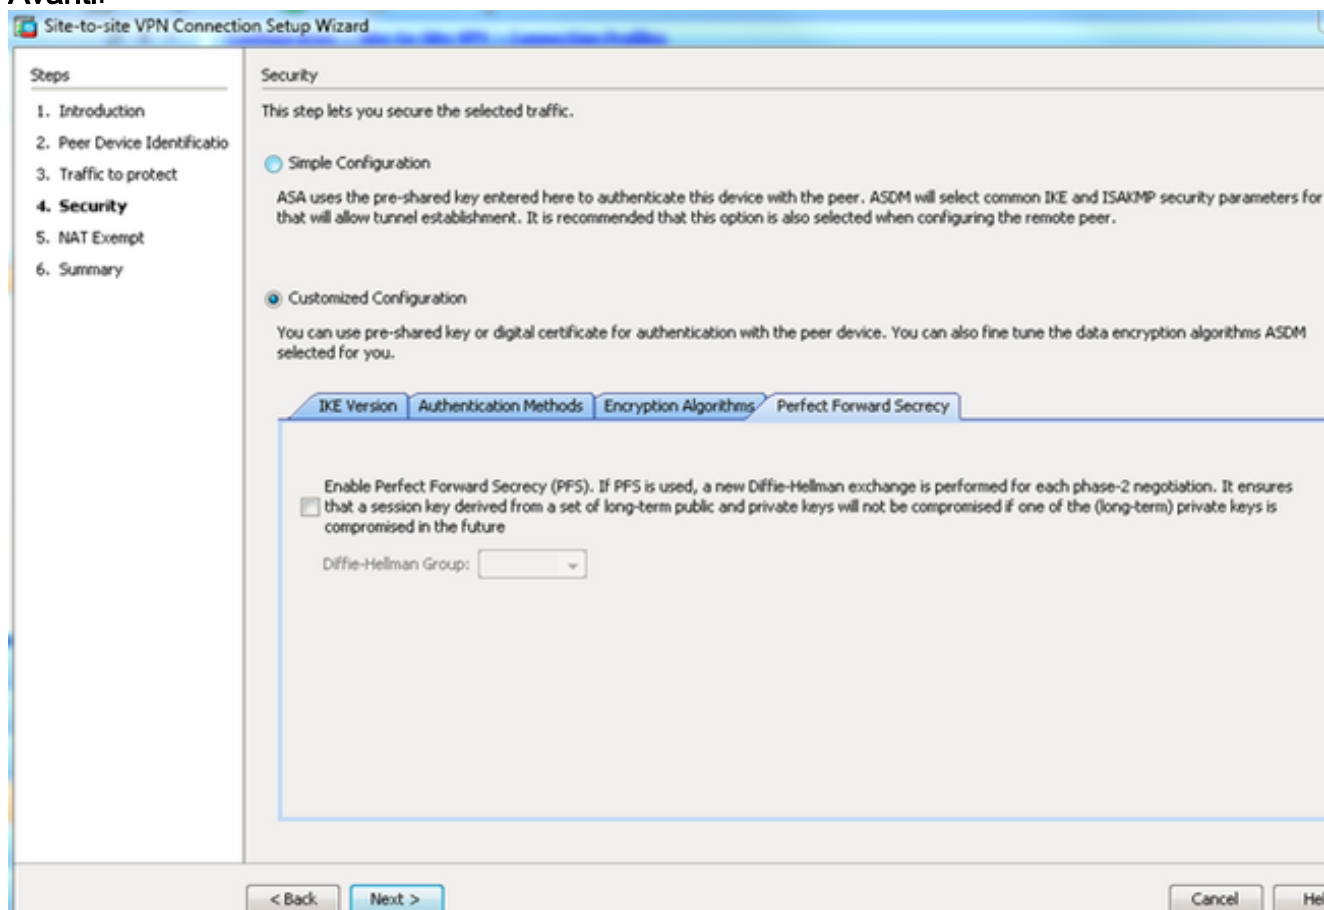 Avanti.
Site-to-site VPN Connection Setup Wizard
Steps
1. Introduction
2. Peer Device Identificatio
3. Traffic to protect
4. Security
5. NAT Exempt
6. Summary
Security
This step lets you secure the selected traffic.
Simple Configuration
ASA uses the pre-shared key entered here to authenticate this device with the peer. ASDM will select common IKE and ISAKMP security parameters for
that will allow tunnel establishment. It is recommended that this option is also selected when configuring the remote peer.
Customized Configuration
You can use pre-shared key or digital certificate for authentication with the peer device. You can also fine tune the data encryption algorithms ASDM
selected for you.
IKE Version Authentication Methods Encryption Algorithms Perfect Forward Secrecy
Enable Perfect Forward Secrecy (PFS). If PFS is used, a new Diffie-Hellman exchange is performed for each phase-2 negotiation. It ensures
that a session key derived from a set of long-term public and private keys will not be compromised if one of the (long-term) private keys is
compromised in the future
Diffie-Hellman Group:
< Back Next > Cancel Hel